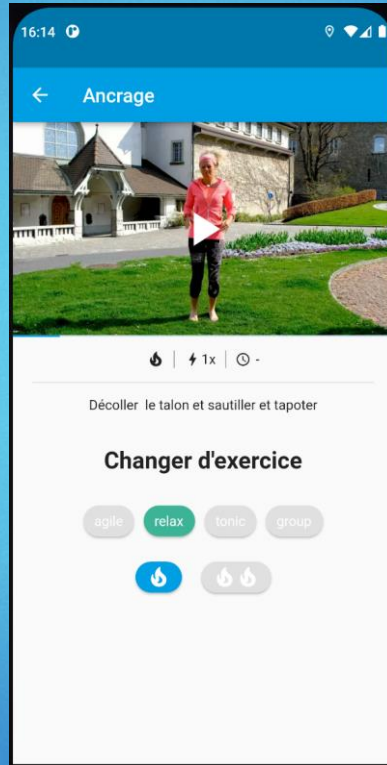 16:14
Ancrage
1x
-
Décoller le talon et sautiller et tapoter
Changer d'exercice
agile relax tonic group